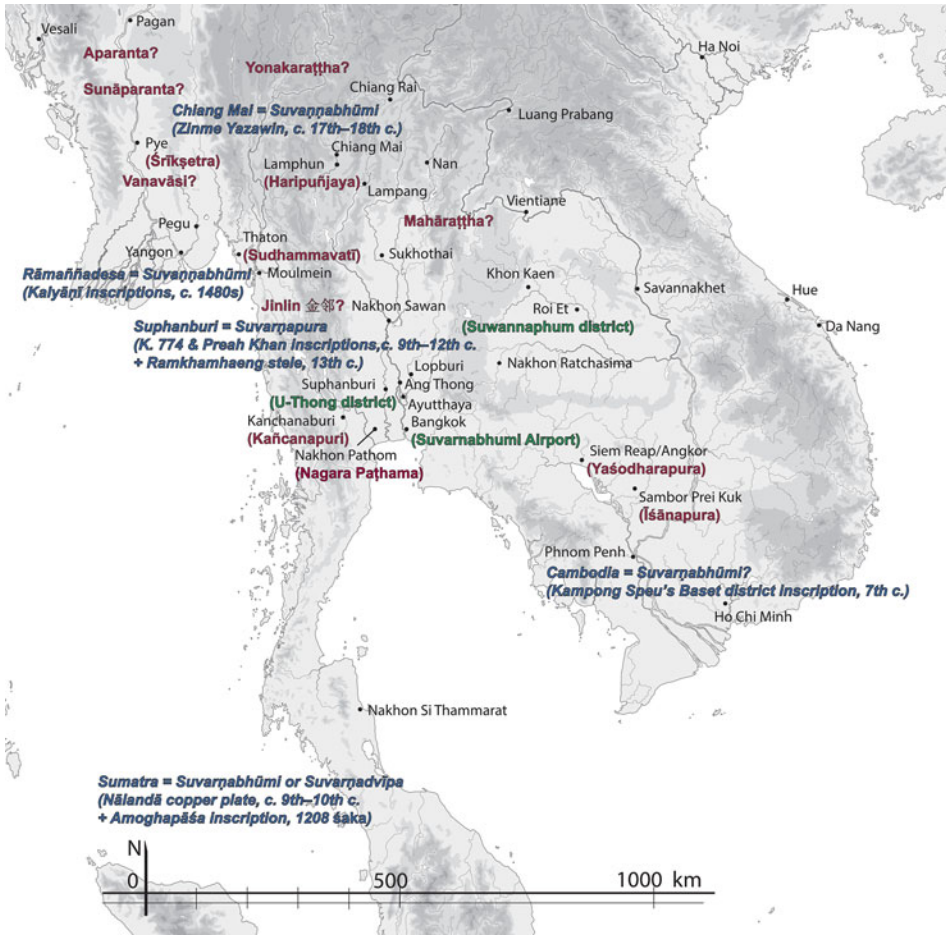 Pagan
Vesali
Ha Noi
Aparanta?
Yonakaraṭṭha?
Sunāparanta?
Chiang Rai
Chiang Mai = Suvaṇṇabhūmi
(Zinme Yazawin, c. 17th–18th c.)
Luang Prabang
Pye
Chiang Mai
(Śrīkṣetra)
Lamphun
Nan
Vanavāsi?
(Haripuñjaya)
Lampang
Vientiane
Mahāraṭṭha?
Pegu
Thaton
Yangon
(Sudhammavatī)
Sukhothai
Rāmaññadesa = Suvaṇṇabhūmi
(Kalyāṇī inscriptions, c. 1480s)
Moulmein
Khon Kaen
Savannakhet
Hue
Jinlin 金邻?
Nakhon Sawan
Roi Et
(Suwannaphum district)
Da Nang
Suphanburi = Suvarṇapura
(K. 774 & Preah Khan inscriptions,c. 9th–12th c.
+ Ramkhamhaeng stele, 13th c.)
Nakhon Ratchasima
Lopburi
Suphanburi
Ang Thong
(U-Thong district)
Ayutthaya
Kanchanaburi
Bangkok
(Kañcanapuri)
(Suvarnabhumi Airport)
Nakhon Pathom
(Nagara Paṭhama)
Siem Reap/Angkor
(Yaśodharapura)
Sambor Prei Kuk
(Īśānapura)
Phnom Penh
Cambodia = Suvarṇabhūmi?
(Kampong Speu's Baset district inscription, 7th c.)
Ho Chi Minh
Nakhon Si Thammarat
Sumatra = Suvarṇabhūmi or Suvarṇadvīpa
(Nālandā copper plate, c. 9th–10th c.
+ Amoghapāśa inscription, 1208 śaka)
N
0 500 1000 km